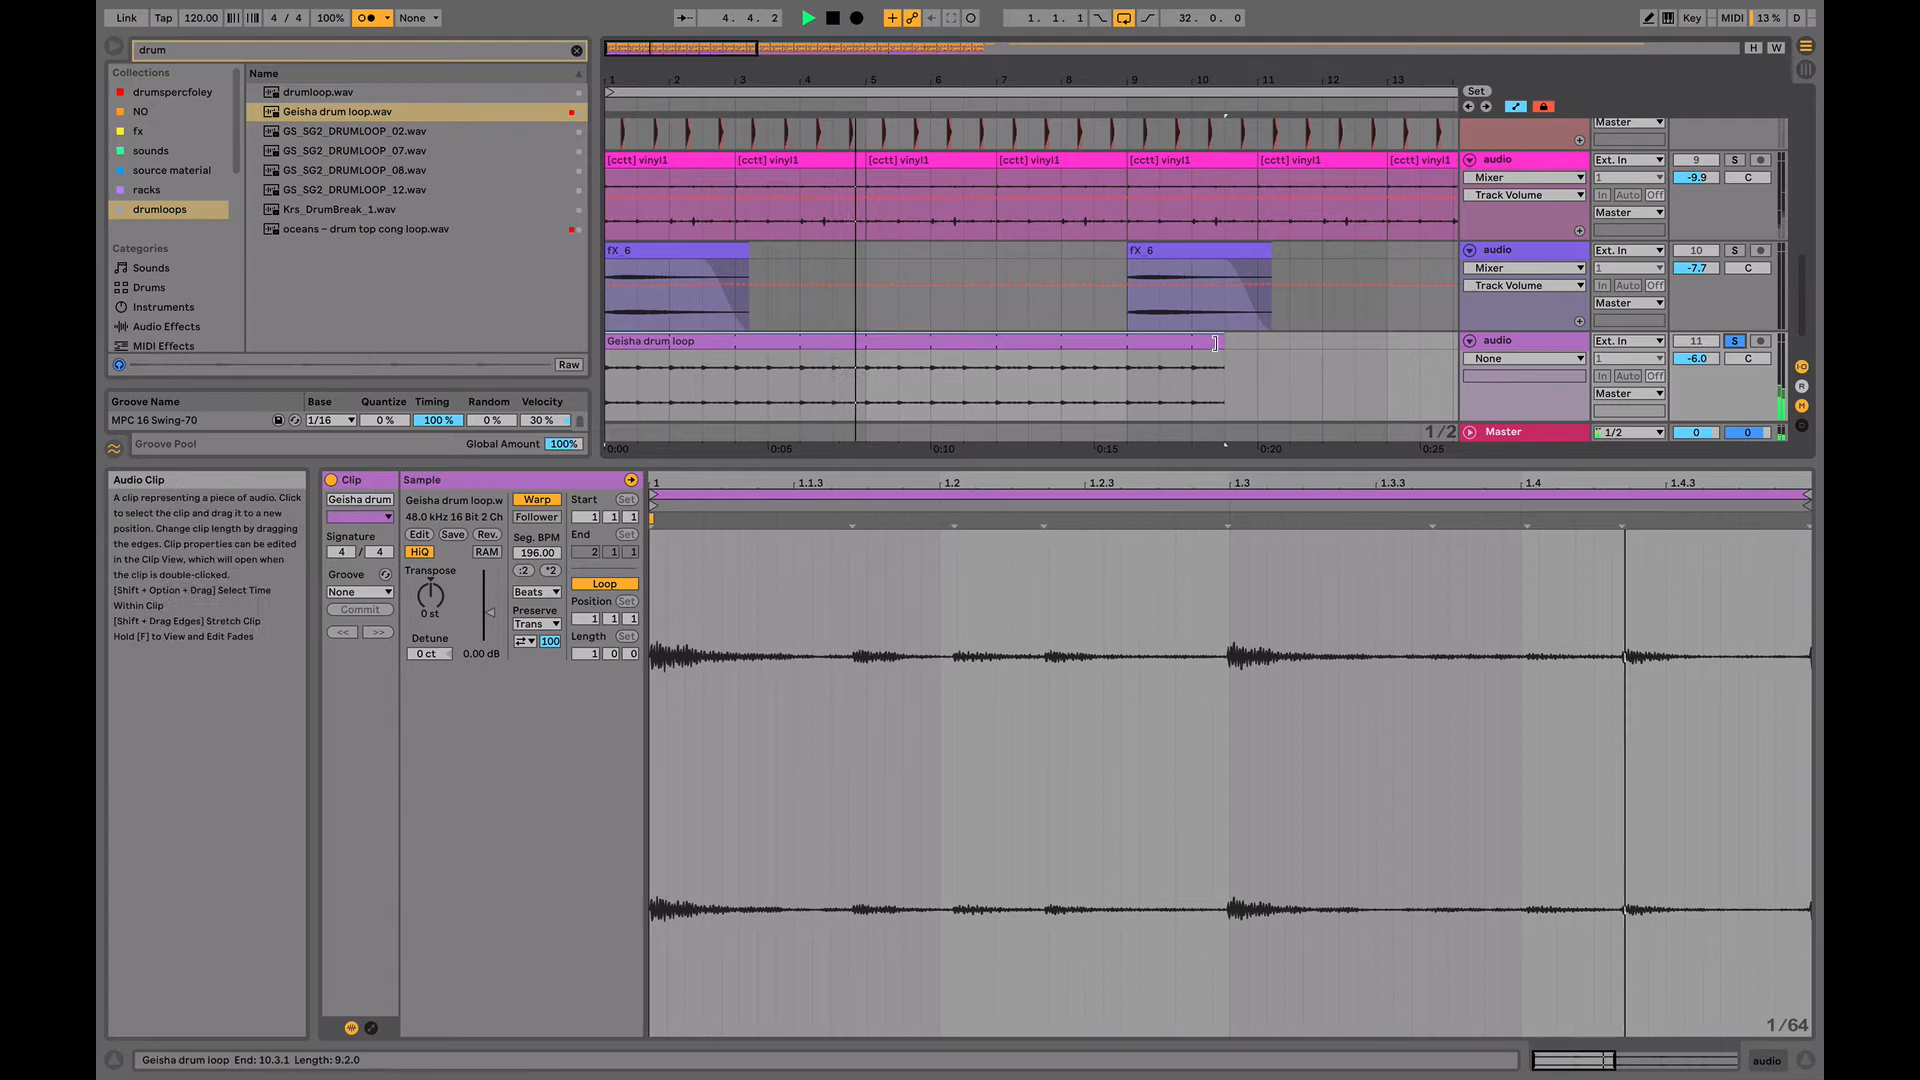 Link Tap 120.00 4 / 4 100% None 4. 4. 2 1. 1. 1 32. 0. 0 Key MIDI 13 % D
drum
H W
Collections
Name
drumspercfoley
NO
fx
sounds
source material
racks
drumloops
Categories
Sounds
Drums
Instruments
Audio Effects
MIDI Effects
drumloop.wav
Geisha drum loop.wav
GS_SG2_DRUMLOOP_02.wav
GS_SG2_DRUMLOOP_07.wav
GS_SG2_DRUMLOOP_08.wav
GS_SG2_DRUMLOOP_12.wav
Krs_DrumBreak_1.wav
oceans – drum top cong loop.wav
Raw
Groove Name Base Quantize Timing Random Velocity
MPC 16 Swing-70 1/16 0 % 100 % 0 % 30 %
Groove Pool Global Amount 100%
1 2 3 4 5 6 7 8 9 10 11 12 13
Set
Master
[cctt] vinyl1 [cctt] vinyl1 [cctt] vinyl1 [cctt] vinyl1 [cctt] vinyl1 [cctt] vinyl1 [cctt] vinyl1
audio Ext. In 9 S
Mixer 1 -9.9 C
Track Volume In Auto Off
Master
fX_6 fX_6
audio Ext. In 10 S
Mixer 1 -7.7 C
Track Volume In Auto Off
Master
Geisha drum loop
audio Ext. In 11 S
None 1 -6.0 C
In Auto Off
Master
1/2 Master 1/2 0 0
0:00 0:05 0:10 0:15 0:20 0:25
I·O
R
M
D
Audio Clip
A clip representing a piece of audio. Click
to select the clip and drag it to a new
position. Change clip length by dragging
the edges. Clip properties can be edited
in the Clip View, which will open when
the clip is double-clicked.
[Shift + Option + Drag] Select Time
Within Clip
[Shift + Drag Edges] Stretch Clip
Hold [F] to View and Edit Fades
Clip
Geisha drum
Signature
4 / 4
Groove
None
Commit
<< >>
Sample
Geisha drum loop.w
48.0 kHz 16 Bit 2 Ch
Edit Save Rev.
HiQ RAM
Transpose
0 st
Detune
0 ct 0.00 dB
Warp
Follower
Seg. BPM
196.00
:2 *2
Beats
Preserve
Trans
100
Start Set
1 1 1
End Set
2 1 1
Loop
Position Set
1 1 1
Length Set
1 0 0
1 1.1.3 1.2 1.2.3 1.3 1.3.3 1.4 1.4.3
1/64
Geisha drum loop End: 10.3.1 Length: 9.2.0
audio